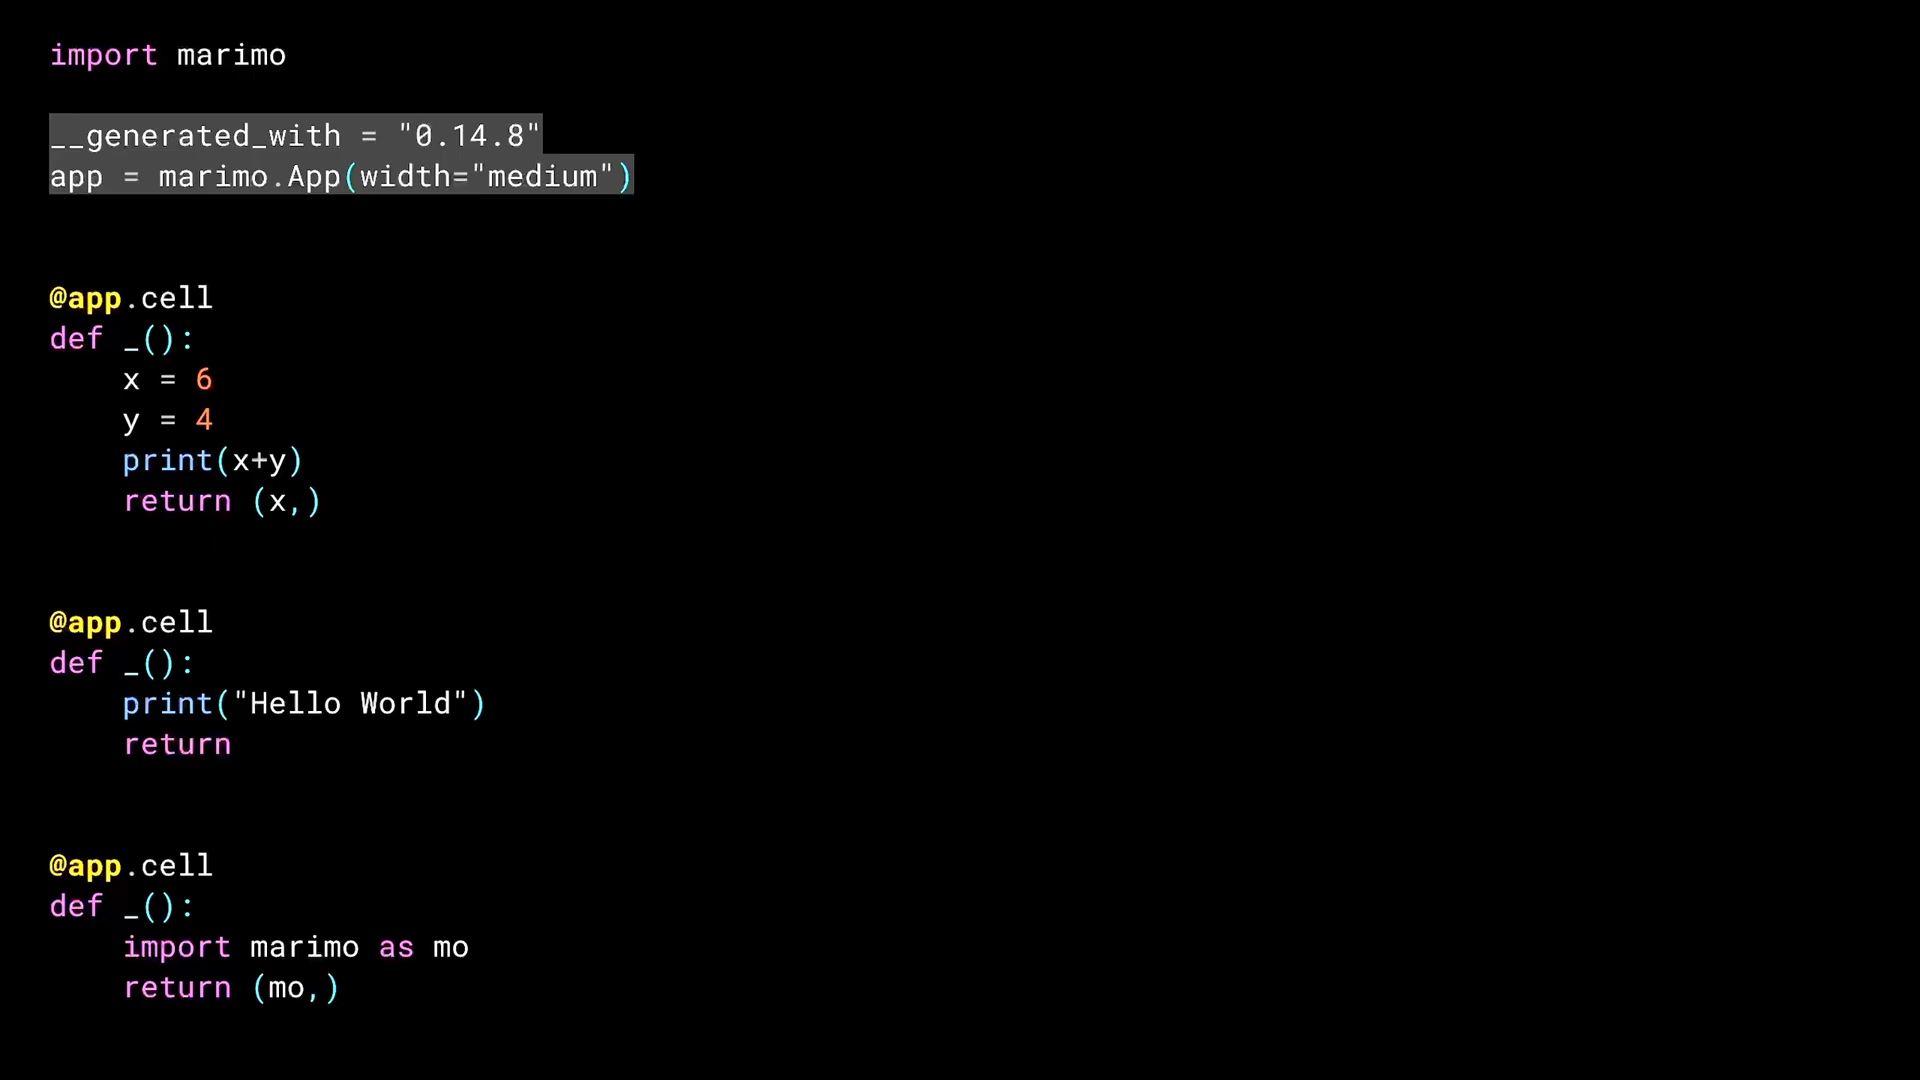 import marimo
__generated_with = "0.14.8"
app = marimo.App(width="medium")
@app.cell
def _():
    x = 6
    y = 4
    print(x+y)
    return (x,)
@app.cell
def _():
    print("Hello World")
    return
@app.cell
def _():
    import marimo as mo
    return (mo,)